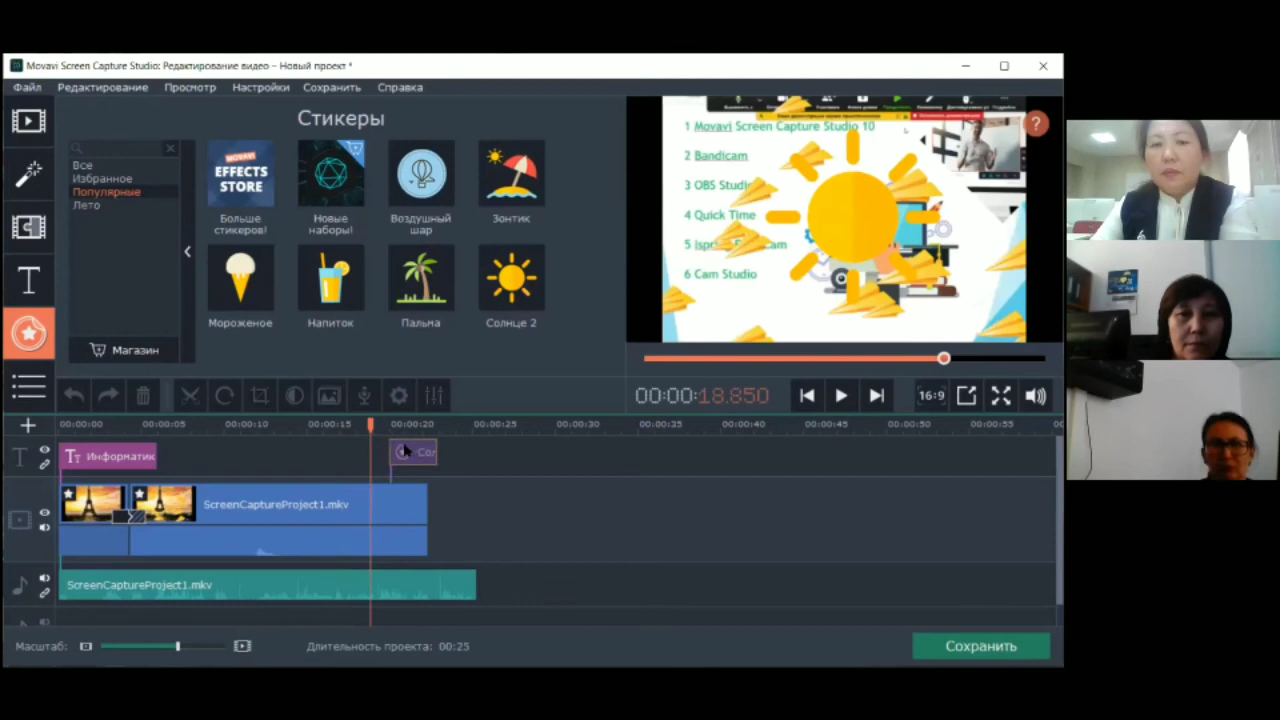 Movavi Screen Capture Studio: Редактирование видео – Новый проект *
Файл Редактирование Просмотр Настройки Сохранить Справка
Стикеры
Все
Избранное
Популярные
Лето
Магазин
MOVAVI
EFFECTS
STORE
Больше
стикеров!
Новые
наборы!
Воздушный
шар
Зонтик
Мороженое
Напиток
Пальма
Солнце 2
1 Movavi Screen Capture Studio 10
2 Bandicam
3 OBS Studio
4 Quick Time
5
6 Cam Studio
?
00:00:18.850
16:9
00:00:00 00:00:05 00:00:10 00:00:15 00:00:20 00:00:25 00:00:30 00:00:35 00:00:40 00:00:45 00:00:50 00:00:55
Информатик
Сол
ScreenCaptureProject1.mkv
ScreenCaptureProject1.mkv
Масштаб:
Длительность проекта: 00:25
Сохранить